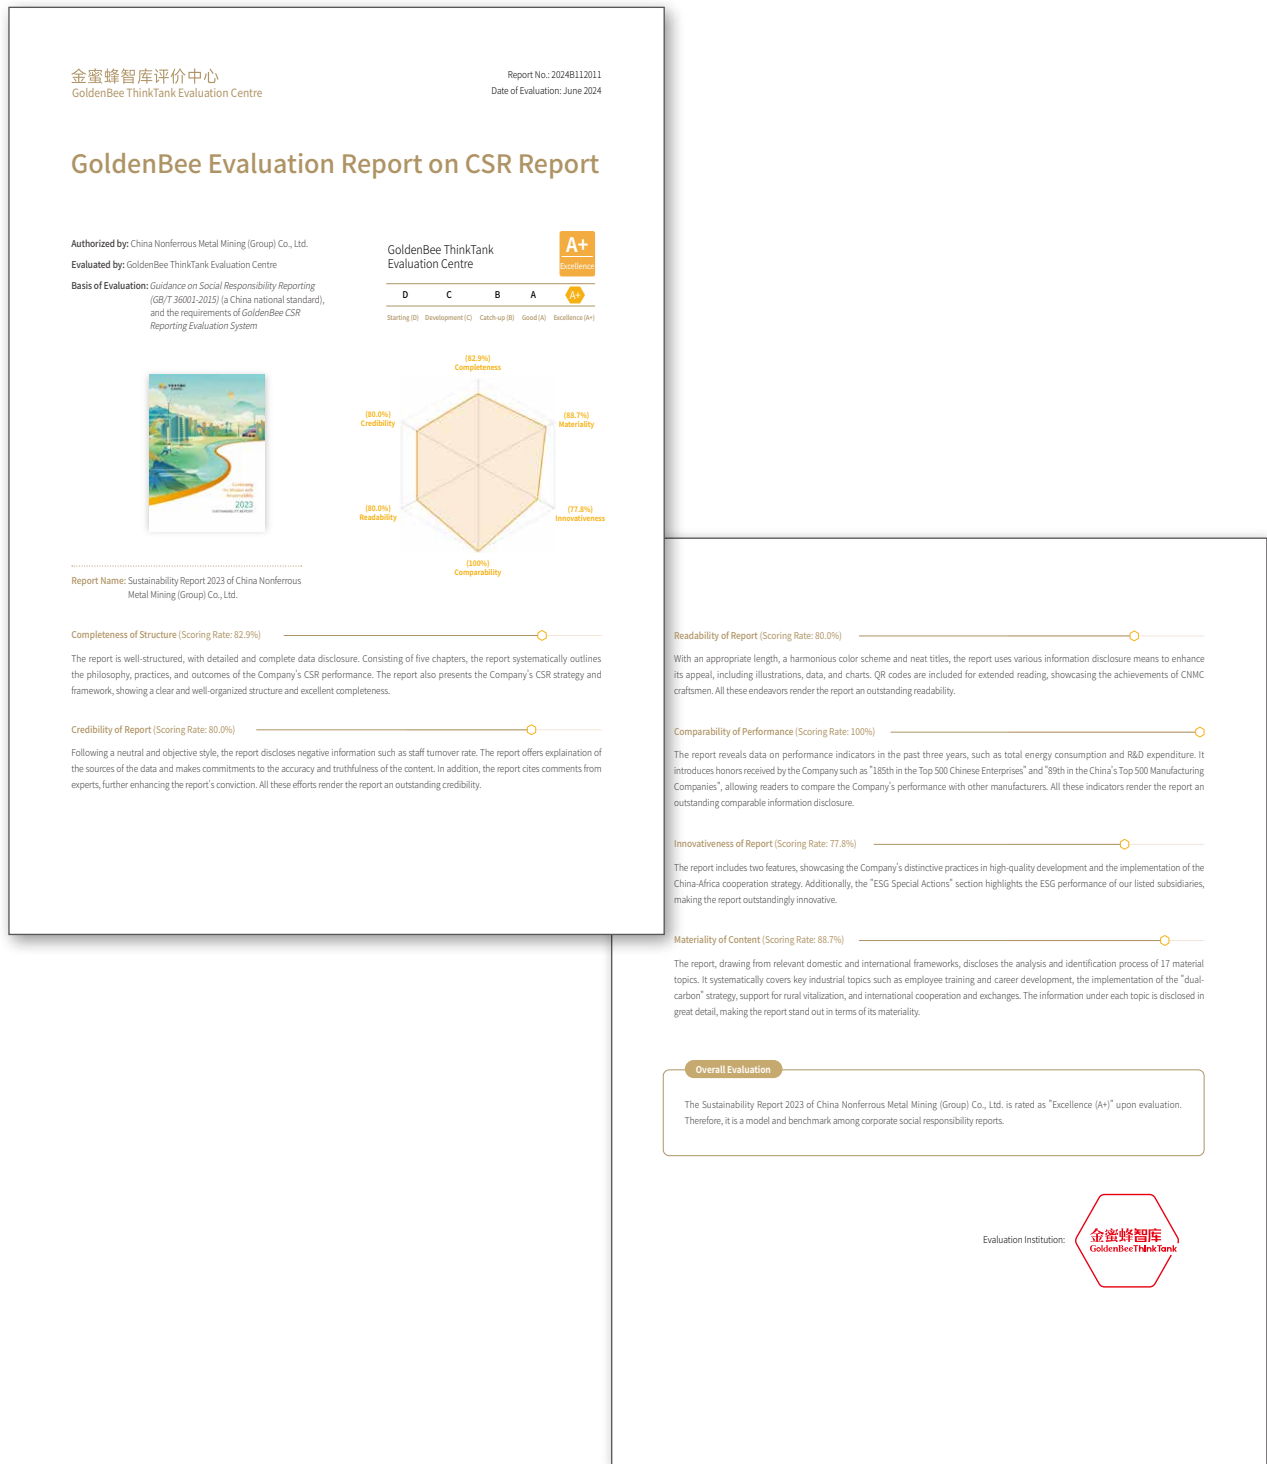 金蜜蜂智库评价中心
GoldenBee ThinkTank Evaluation Centre
Report No.: 2024B112011
Date of Evaluation: June 2024
GoldenBee Evaluation Report on CSR Report
Authorized by: China Nonferrous Metal Mining (Group) Co., Ltd.
Evaluated by: GoldenBee ThinkTank Evaluation Centre
Basis of Evaluation: Guidance on Social Responsibility Reporting
(GB/T 36001-2015) (a China national standard),
and the requirements of GoldenBee CSR
Reporting Evaluation System
GoldenBee ThinkTank
Evaluation Centre
A+
Excellence
D C B A A+
Starting (D) Development (C) Catch-up (B) Good (A) Excellence (A+)
(82.9%)
Completeness
(80.0%)
Credibility
(88.7%)
Materiality
(80.0%)
Readability
(77.8%)
Innovativeness
(100%)
Comparability
2023
SUSTAINABILITY REPORT
Report Name: Sustainability Report 2023 of China Nonferrous
Metal Mining (Group) Co., Ltd.
Completeness of Structure (Scoring Rate: 82.9%)
The report is well-structured, with detailed and complete data disclosure. Consisting of five chapters, the report systematically outlines
the philosophy, practices, and outcomes of the Company's CSR performance. The report also presents the Company's CSR strategy and
framework, showing a clear and well-organized structure and excellent completeness.
Credibility of Report (Scoring Rate: 80.0%)
Following a neutral and objective style, the report discloses negative information such as staff turnover rate. The report offers explaination of
the sources of the data and makes commitments to the accuracy and truthfulness of the content. In addition, the report cites comments from
experts, further enhancing the report's conviction. All these efforts render the report an outstanding credibility.
Readability of Report (Scoring Rate: 80.0%)
With an appropriate length, a harmonious color scheme and neat titles, the report uses various information disclosure means to enhance
its appeal, including illustrations, data, and charts. QR codes are included for extended reading, showcasing the achievements of CNMC
craftsmen. All these endeavors render the report an outstanding readability.
Comparability of Performance (Scoring Rate: 100%)
The report reveals data on performance indicators in the past three years, such as total energy consumption and R&D expenditure. It
introduces honors received by the Company such as "185th in the Top 500 Chinese Enterprises" and "89th in the China's Top 500 Manufacturing
Companies", allowing readers to compare the Company's performance with other manufacturers. All these indicators render the report an
outstanding comparable information disclosure.
Innovativeness of Report (Scoring Rate: 77.8%)
The report includes two features, showcasing the Company's distinctive practices in high-quality development and the implementation of the
China-Africa cooperation strategy. Additionally, the "ESG Special Actions" section highlights the ESG performance of our listed subsidiaries,
making the report outstandingly innovative.
Materiality of Content (Scoring Rate: 88.7%)
The report, drawing from relevant domestic and international frameworks, discloses the analysis and identification process of 17 material
topics. It systematically covers key industrial topics such as employee training and career development, the implementation of the "dual-
carbon" strategy, support for rural vitalization, and international cooperation and exchanges. The information under each topic is disclosed in
great detail, making the report stand out in terms of its materiality.
Overall Evaluation
The Sustainability Report 2023 of China Nonferrous Metal Mining (Group) Co., Ltd. is rated as "Excellence (A+)" upon evaluation.
Therefore, it is a model and benchmark among corporate social responsibility reports.
Evaluation Institution:
金蜜蜂智库
GoldenBeeThinkTank